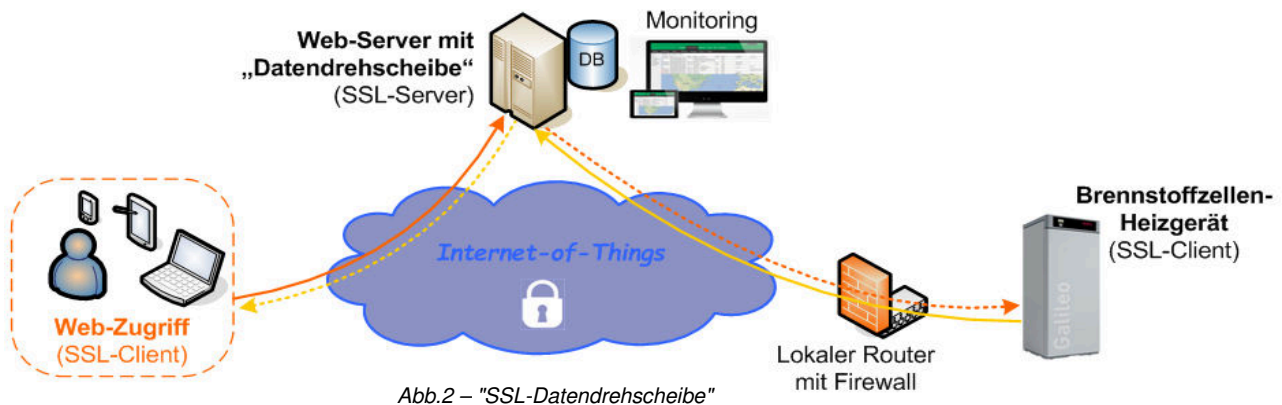 Monitoring
Web-Server mit
„Datendrehscheibe“
(SSL-Server)
DB
Brennstoffzellen-
Heizgerät
(SSL-Client)
Internet-of-Things
Galileo
Web-Zugriff
(SSL-Client)
Lokaler Router
mit Firewall
Abb.2 – "SSL-Datendrehscheibe"